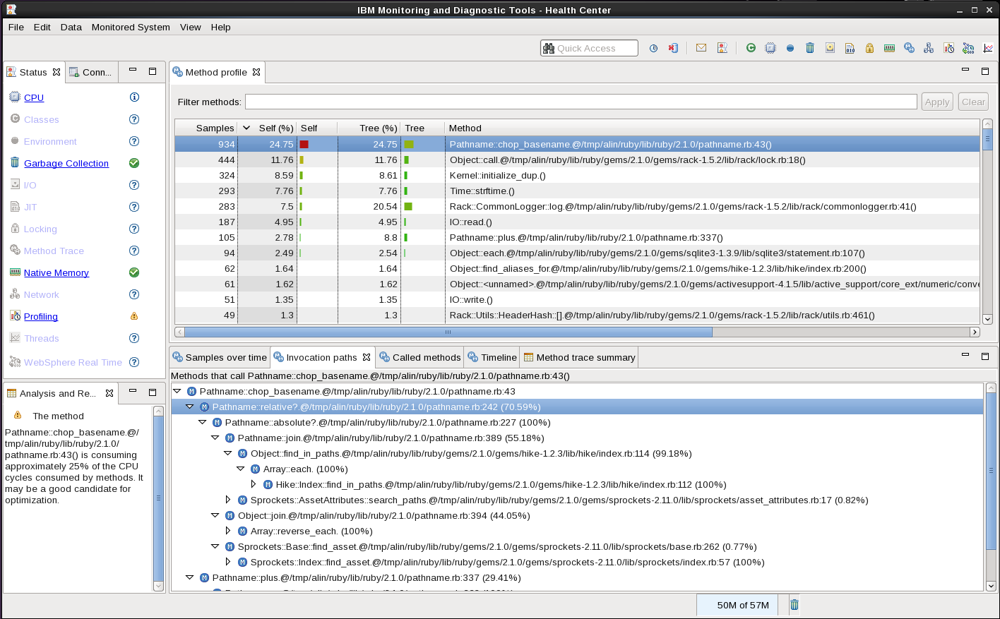 IBM Monitoring and Diagnostic Tools - Health Center
File Edit Data Monitored System View Help
Quick Access
Status
Conn...
CPU
Classes
Environment
Garbage Collection
I/O
JIT
Locking
Method Trace
Native Memory
Network
Profiling
Threads
WebSphere Real Time
Analysis and Re...
The method
Pathname::chop_basename.@/
tmp/alin/ruby/lib/ruby/2.1.0/
pathname.rb:43() is consuming
approximately 25% of the CPU
cycles consumed by methods. It
may be a good candidate for
optimization.
Method profile
Filter methods:
Apply
Clear
Samples Self (%) Self Tree (%) Tree Method
934 24.75 24.75 Pathname::chop_basename.@/tmp/alin/ruby/lib/ruby/2.1.0/pathname.rb:43()
444 11.76 11.76 Object::call.@/tmp/alin/ruby/lib/ruby/gems/2.1.0/gems/rack-1.5.2/lib/rack/lock.rb:18()
324 8.59 8.61 Kernel::initialize_dup.()
293 7.76 7.76 Time::strftime.()
283 7.5 20.54 Rack::CommonLogger::log.@/tmp/alin/ruby/lib/ruby/gems/2.1.0/gems/rack-1.5.2/lib/rack/commonlogger.rb:41()
187 4.95 4.95 IO::read.()
105 2.78 8.8 Pathname::plus.@/tmp/alin/ruby/lib/ruby/2.1.0/pathname.rb:337()
94 2.49 2.54 Object::each.@/tmp/alin/ruby/lib/ruby/gems/2.1.0/gems/sqlite3-1.3.9/lib/sqlite3/statement.rb:107()
62 1.64 1.64 Object::find_aliases_for.@/tmp/alin/ruby/lib/ruby/gems/2.1.0/gems/hike-1.2.3/lib/hike/index.rb:200()
61 1.62 1.62 Object::<unnamed>.@/tmp/alin/ruby/lib/ruby/gems/2.1.0/gems/activesupport-4.1.5/lib/active_support/core_ext/numeric/conve
51 1.35 1.35 IO::write.()
49 1.3 1.3 Rack::Utils::HeaderHash::[].@/tmp/alin/ruby/lib/ruby/gems/2.1.0/gems/rack-1.5.2/lib/rack/utils.rb:461()
Samples over time
Invocation paths
Called methods
Timeline
Method trace summary
Methods that call Pathname::chop_basename.@/tmp/alin/ruby/lib/ruby/2.1.0/pathname.rb:43()
Pathname::chop_basename.@/tmp/alin/ruby/lib/ruby/2.1.0/pathname.rb:43
Pathname::relative?.@/tmp/alin/ruby/lib/ruby/2.1.0/pathname.rb:242 (70.59%)
Pathname::absolute?.@/tmp/alin/ruby/lib/ruby/2.1.0/pathname.rb:227 (100%)
Pathname::join.@/tmp/alin/ruby/lib/ruby/2.1.0/pathname.rb:389 (55.18%)
Object::find_in_paths.@/tmp/alin/ruby/lib/ruby/gems/2.1.0/gems/hike-1.2.3/lib/hike/index.rb:114 (99.18%)
Array::each. (100%)
Hike::Index::find_in_paths.@/tmp/alin/ruby/lib/ruby/gems/2.1.0/gems/hike-1.2.3/lib/hike/index.rb:112 (100%)
Sprockets::AssetAttributes::search_paths.@/tmp/alin/ruby/lib/ruby/gems/2.1.0/gems/sprockets-2.11.0/lib/sprockets/asset_attributes.rb:17 (0.82%)
Object::join.@/tmp/alin/ruby/lib/ruby/2.1.0/pathname.rb:394 (44.05%)
Array::reverse_each. (100%)
Sprockets::Base::find_asset.@/tmp/alin/ruby/lib/ruby/gems/2.1.0/gems/sprockets-2.11.0/lib/sprockets/base.rb:262 (0.77%)
Sprockets::Index::find_asset.@/tmp/alin/ruby/lib/ruby/gems/2.1.0/gems/sprockets-2.11.0/lib/sprockets/index.rb:57 (100%)
Pathname::plus.@/tmp/alin/ruby/lib/ruby/2.1.0/pathname.rb:337 (29.41%)
50M of 57M